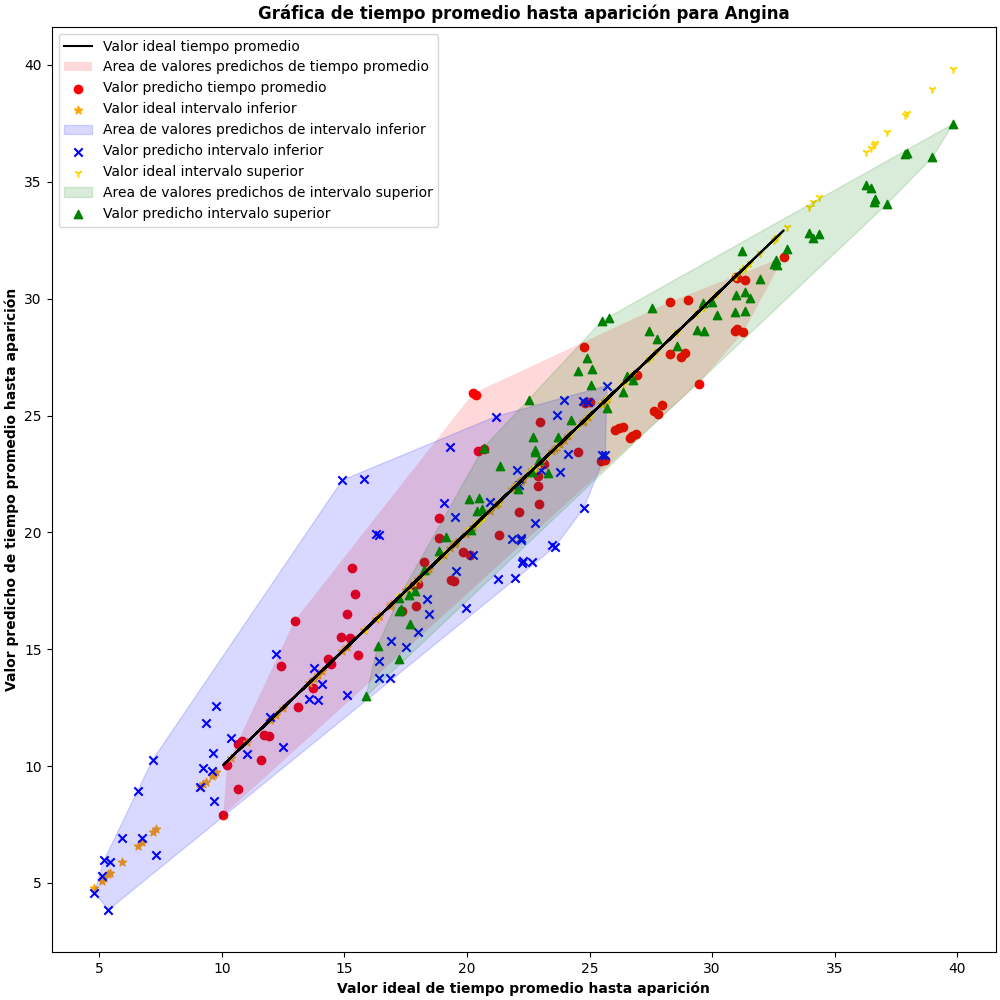 Gráfica de tiempo promedio hasta aparición para Angina
Valor ideal tiempo promedio
Area de valores predichos de tiempo promedio
Valor predicho tiempo promedio
Valor ideal intervalo inferior
Area de valores predichos de intervalo inferior
Valor predicho intervalo inferior
Valor ideal intervalo superior
Area de valores predichos de intervalo superior
Valor predicho intervalo superior
Valor predicho de tiempo promedio hasta aparición
40
35
30
25
20
15
10
5
5 10 15 20 25 30 35 40
Valor ideal de tiempo promedio hasta aparición